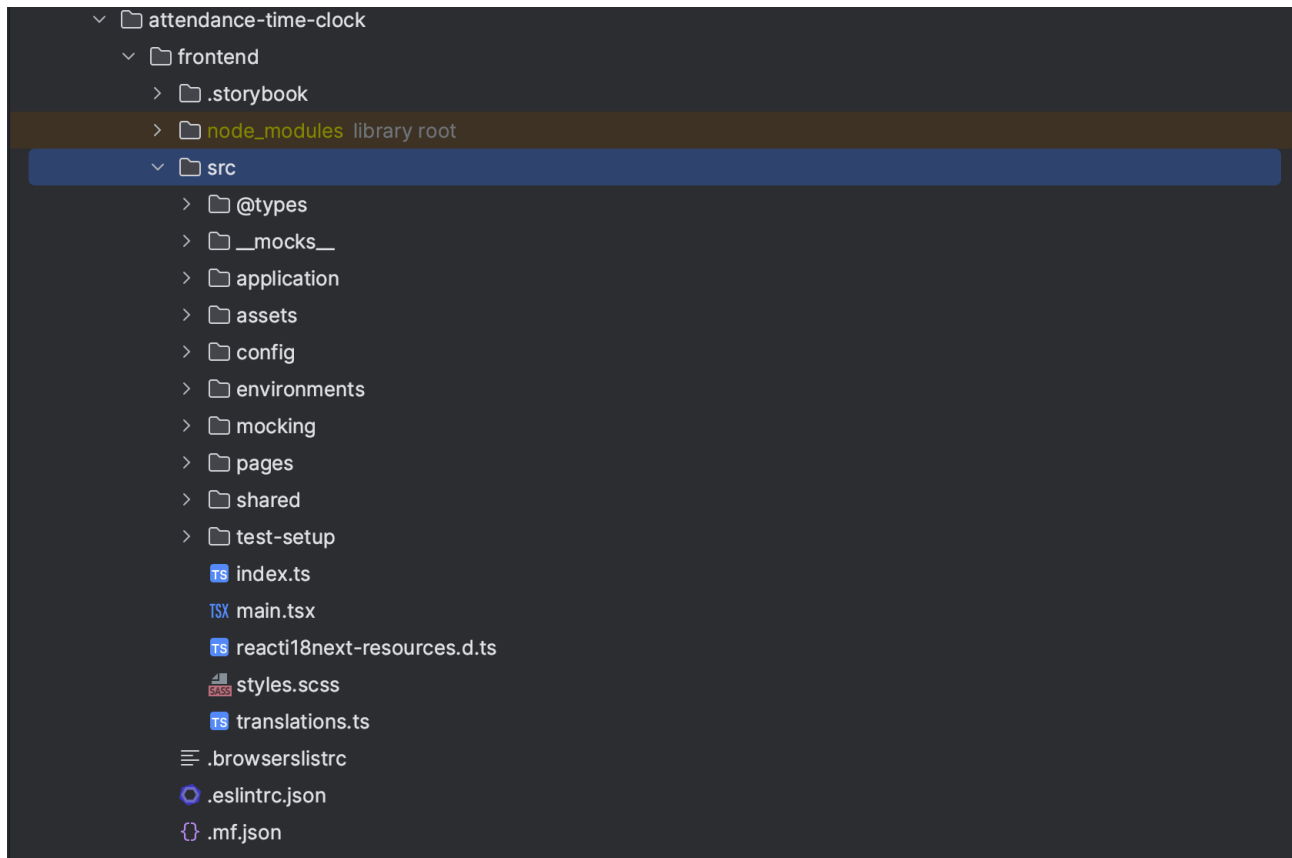 attendance-time-clock
frontend
.storybook
node_modules library root
src
@types
__mocks__
application
assets
config
environments
mocking
pages
shared
test-setup
TS index.ts
TSX main.tsx
TS reacti18next-resources.d.ts
SASS styles.scss
TS translations.ts
.browserslistrc
.eslintrc.json
{} .mf.json